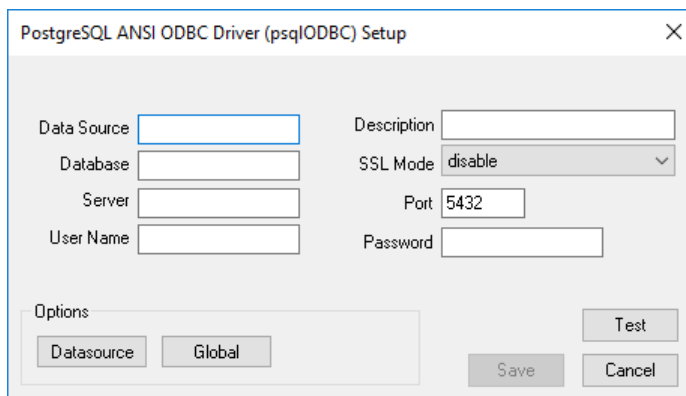 PostgreSQL ANSI ODBC Driver (psqlODBC) Setup
Data Source
Description
Database
SSL Mode disable
Server
Port 5432
User Name
Password
Options
Datasource
Global
Test
Save
Cancel